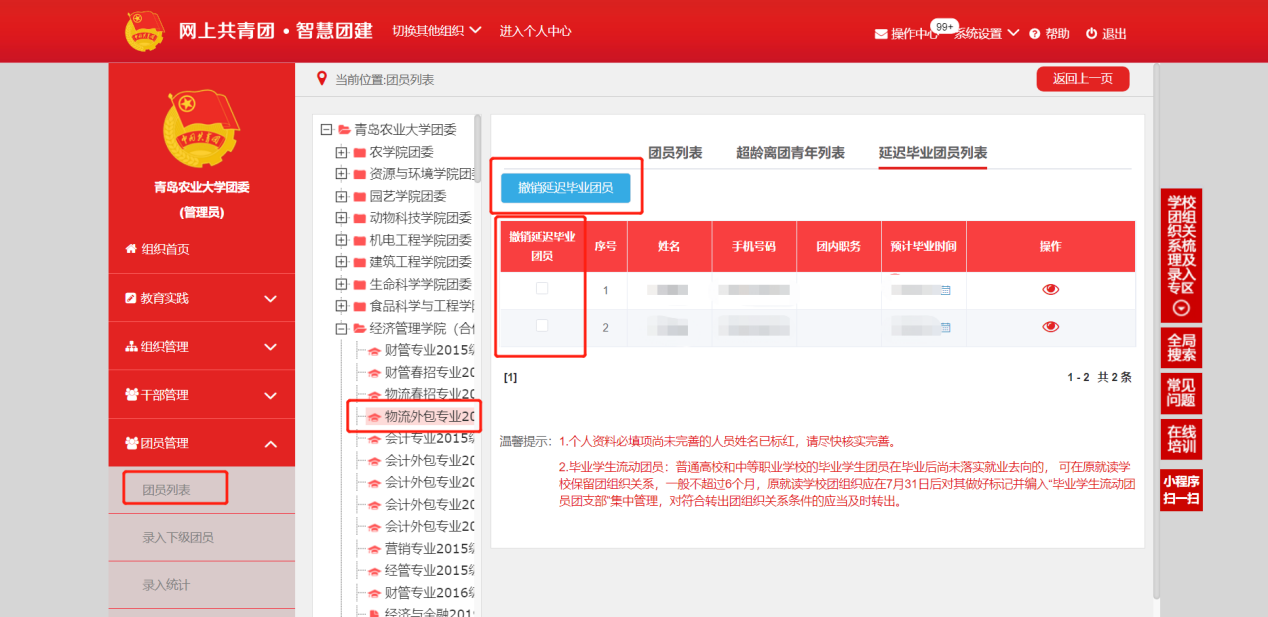 网上共青团·智慧团建
切换其他组织
进入个人中心
操作中心
99+
系统设置
帮助
退出
青岛农业大学团委
(管理员)
组织首页
教育实践
组织管理
干部管理
团员管理
团员列表
录入下级团员
录入统计
当前位置:团员列表
返回上一页
青岛农业大学团委
农学院团委
资源与环境学院团
园艺学院团委
动物科技学院团委
机电工程学院团委
建筑工程学院团委
生命科学学院团委
食品科学与工程学
经济管理学院（合
财管专业2015
财管春招专业20
物流春招专业20
物流外包专业20
会计专业2015
会计外包专业20
会计外包专业20
会计外包专业20
会计外包专业20
营销专业2015
经管专业2015
财管专业2016
经济与金融201
团员列表
超龄离团青年列表
延迟毕业团员列表
撤销延迟毕业团员
撤销延迟毕业团员 序号 姓名 手机号码 团内职务 预计毕业时间 操作
1
2
[1]
1 - 2 共 2 条
温馨提示：1.个人资料必填项尚未完善的人员姓名已标红，请尽快核实完善。
2.毕业学生流动团员：普通高校和中等职业学校的毕业学生团员在毕业后尚未落实就业去向的， 可在原就读学
校保留团组织关系，一般不超过6个月，原就读学校团组织应在7月31日后对其做好标记并编入“毕业学生流动团
员团支部”集中管理，对符合转出团组织关系条件的应当及时转出。
学校
团组
织关
系梳
理及
录入
专区
全局
搜索
常见
问题
在线
培训
小程序
扫一扫